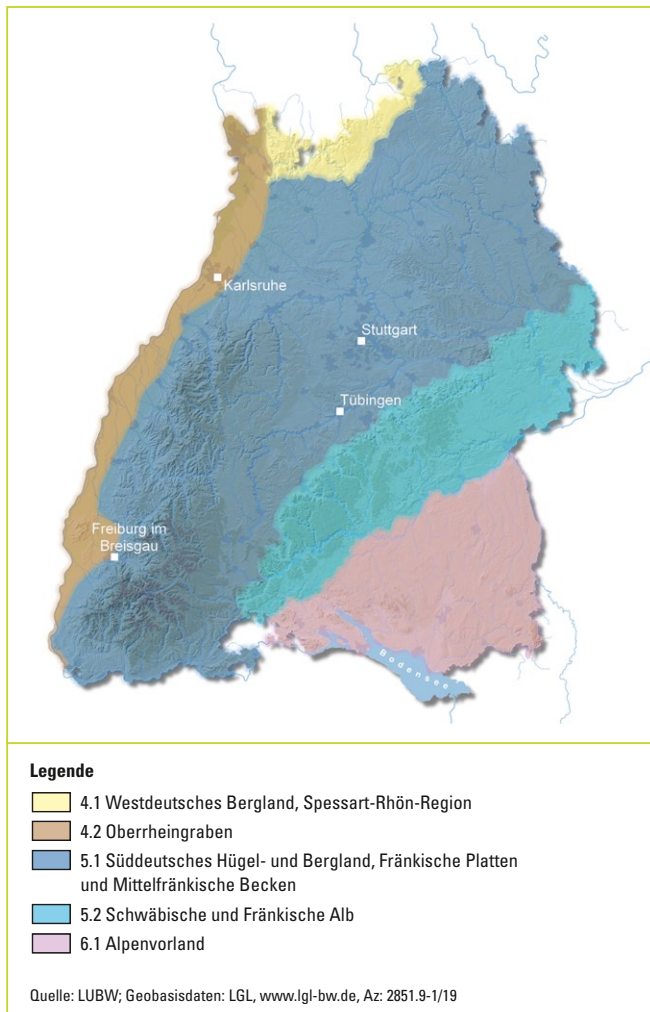 Karlsruhe
Stuttgart
Tübingen
Freiburg im
Breisgau
Bodensee
Legende
4.1 Westdeutsches Bergland, Spessart-Rhön-Region
4.2 Oberrheingraben
5.1 Süddeutsches Hügel- und Bergland, Fränkische Platten
und Mittelfränkische Becken
5.2 Schwäbische und Fränkische Alb
6.1 Alpenvorland
Quelle: LUBW; Geobasisdaten: LGL, www.lgl-bw.de, Az: 2851.9-1/19